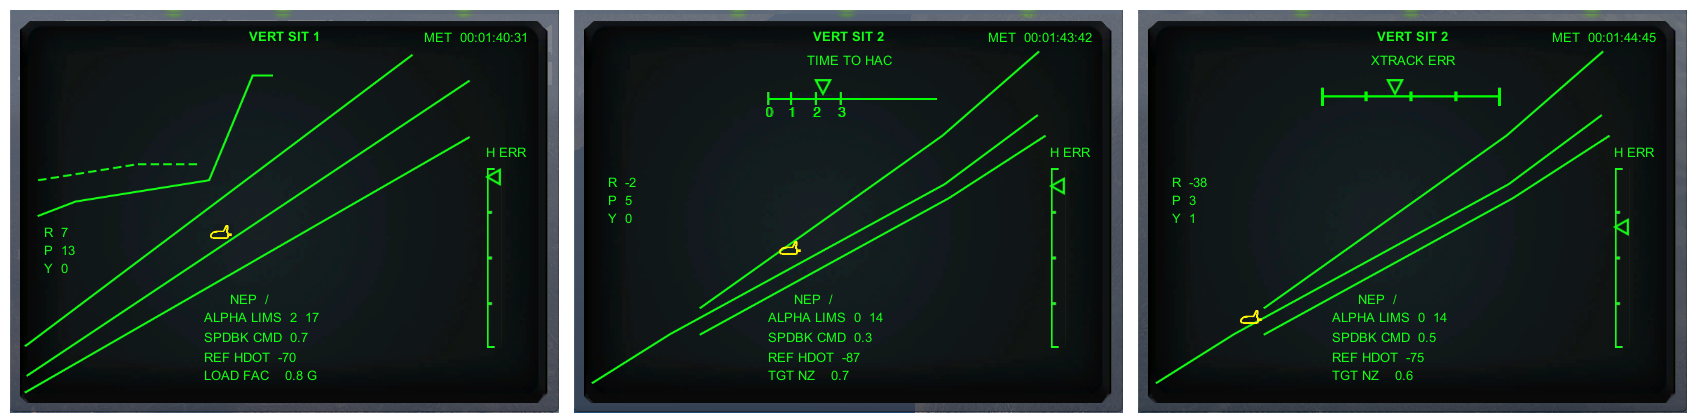 VERT SIT 1 MET 00:01:40:31
H ERR
R 7
P 13
Y 0
NEP /
ALPHA LIMS 2 17
SPDBK CMD 0.7
REF HDOT -70
LOAD FAC 0.8 G
VERT SIT 2 MET 00:01:43:42
TIME TO HAC
0 1 2 3
H ERR
R -2
P 5
Y 0
NEP /
ALPHA LIMS 0 14
SPDBK CMD 0.3
REF HDOT -87
TGT NZ 0.7
VERT SIT 2 MET 00:01:44:45
XTRACK ERR
H ERR
R -38
P 3
Y 1
NEP /
ALPHA LIMS 0 14
SPDBK CMD 0.5
REF HDOT -75
TGT NZ 0.6